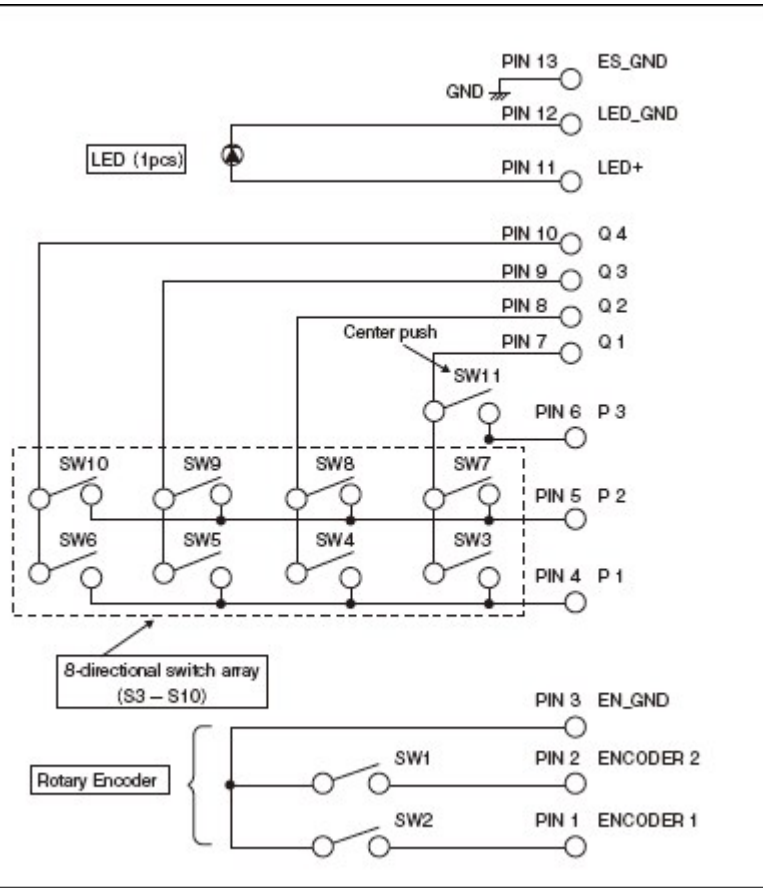 PIN 13 ES_GND
GND
PIN 12 LED_GND
LED (1pcs)
PIN 11 LED+
PIN 10 Q 4
PIN 9 Q 3
PIN 8 Q 2
Center push
PIN 7 Q 1
SW11
PIN 6 P 3
SW10 SW9 SW8 SW7
PIN 5 P 2
SW6 SW5 SW4 SW3
PIN 4 P 1
8-directional switch array
(S3 – S10)
PIN 3 EN_GND
SW1 PIN 2 ENCODER 2
Rotary Encoder
SW2 PIN 1 ENCODER 1